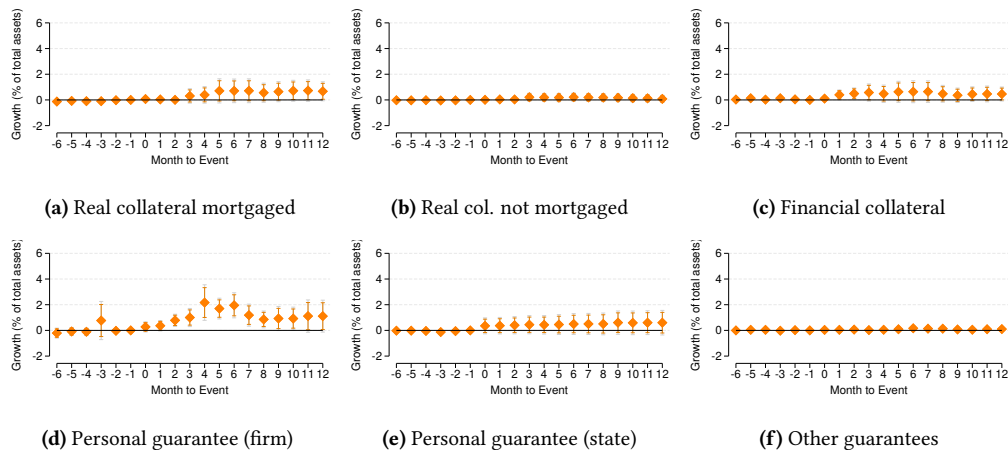 Growth (% of total assets)
6
4
2
0
-2
-6 -5 -4 -3 -2 -1 0 1 2 3 4 5 6 7 8 9 10 11 12
Month to Event
(a) Real collateral mortgaged
Growth (% of total assets)
6
4
2
0
-2
-6 -5 -4 -3 -2 -1 0 1 2 3 4 5 6 7 8 9 10 11 12
Month to Event
(b) Real col. not mortgaged
Growth (% of total assets)
6
4
2
0
-2
-6 -5 -4 -3 -2 -1 0 1 2 3 4 5 6 7 8 9 10 11 12
Month to Event
(c) Financial collateral
Growth (% of total assets)
6
4
2
0
-2
-6 -5 -4 -3 -2 -1 0 1 2 3 4 5 6 7 8 9 10 11 12
Month to Event
(d) Personal guarantee (firm)
Growth (% of total assets)
6
4
2
0
-2
-6 -5 -4 -3 -2 -1 0 1 2 3 4 5 6 7 8 9 10 11 12
Month to Event
(e) Personal guarantee (state)
Growth (% of total assets)
6
4
2
0
-2
-6 -5 -4 -3 -2 -1 0 1 2 3 4 5 6 7 8 9 10 11 12
Month to Event
(f) Other guarantees